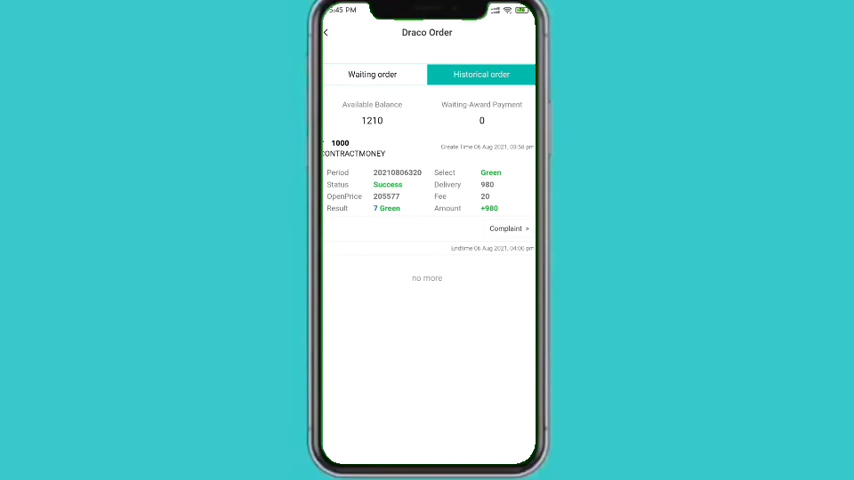 5:45 PM
Draco Order
Waiting order
Historical order
Available Balance
Waiting-Award Payment
1210
0
1000
CONTRACTMONEY
Create Time 06 Aug 2021, 03:58 pm
Period 20210806320 Select Green
Status Success Delivery 980
OpenPrice 205577 Fee 20
Result 7 Green Amount +980
Complaint >
Endtime 06 Aug 2021, 04:00 pm
no more